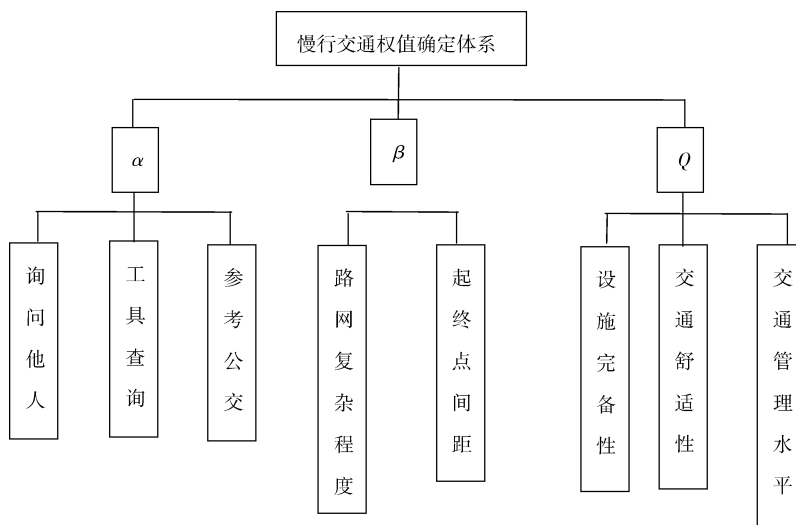 慢行交通权值确定体系
α
β
Q
询问他人
工具查询
参考公交
路网复杂程度
起终点间距
设施完备性
交通舒适性
交通管理水平